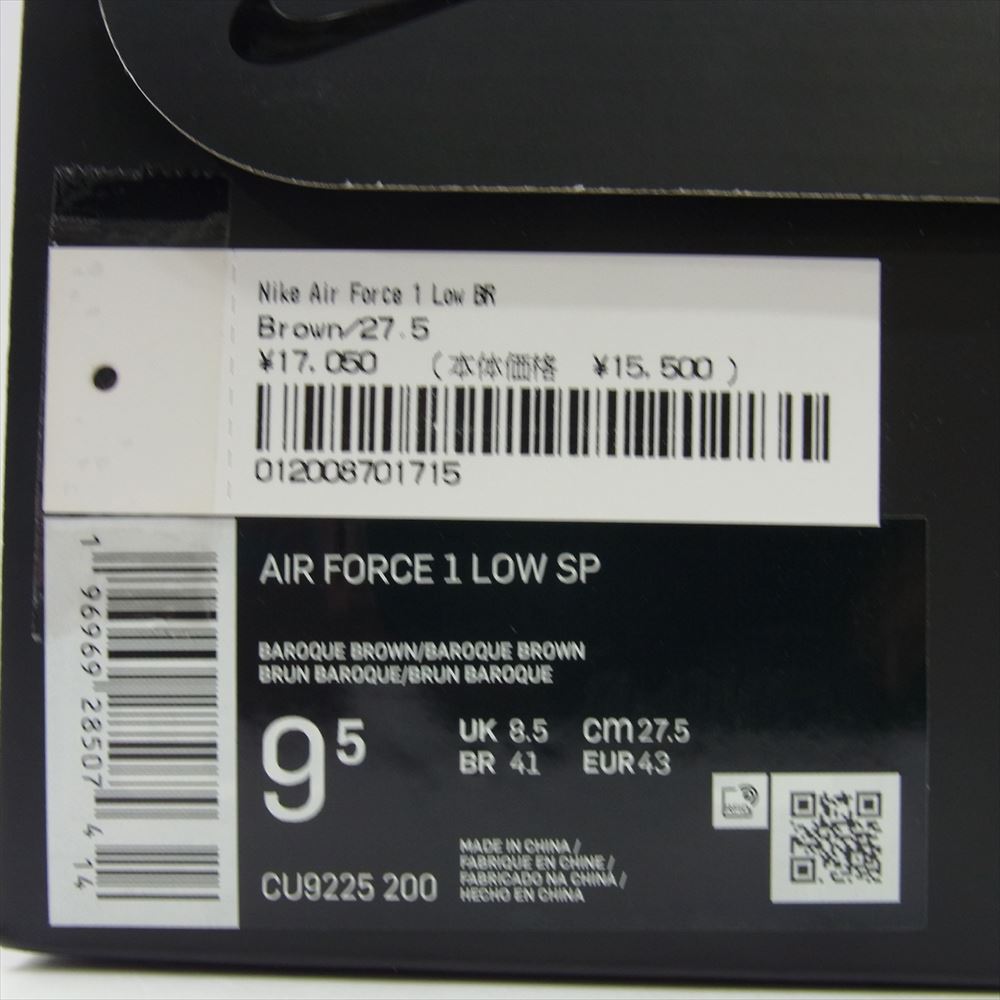 Nike Air Force 1 Low BR
Brown/27.5
¥17.050 (本体価格 ¥15.500)
012008701715
AIR FORCE 1 LOW SP
BAROQUE BROWN/BAROQUE BROWN
BRUN BAROQUE/BRUN BAROQUE
9 5
UK 8.5 cm 27.5
BR 41 EUR 43
CU9225 200
MADE IN CHINA /
FABRIQUE EN CHINE /
FABRICADO NA CHINA /
HECHO EN CHINA
1 96969 28507 4 14